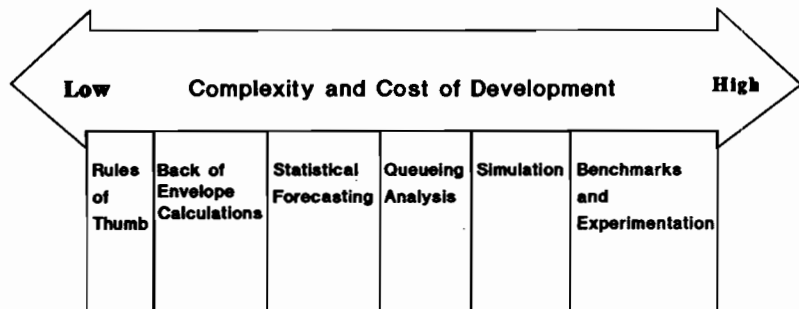 Low Complexity and Cost of Development High
Rules
of
Thumb
Back of
Envelope
Calculations
Statistical
Forecasting
Queueing
Analysis
Simulation
Benchmarks
and
Experimentation